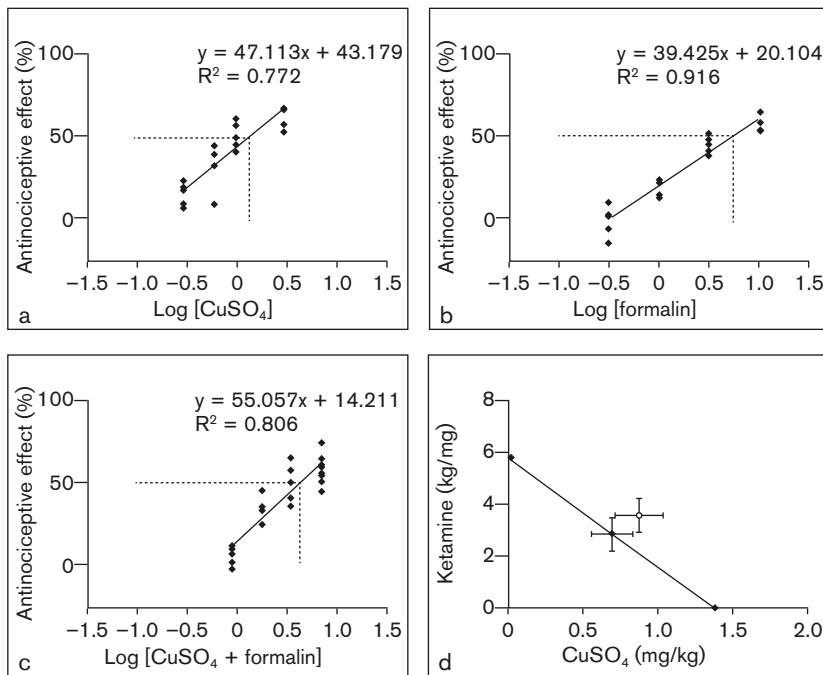 y = 47.113x + 43.179
R² = 0.772
Antinociceptive effect (%)
100
50
0
−1.5 −1.0 −0.5 0 0.5 1.0 1.5
Log [CuSO₄]
a
y = 39.425x + 20.104
R² = 0.916
Antinociceptive effect (%)
100
50
0
−1.5 −1.0 −0.5 0 0.5 1.0 1.5
Log [formalin]
b
y = 55.057x + 14.211
R² = 0.806
Antinociceptive effect (%)
100
50
0
−1.5 −1.0 −0.5 0 0.5 1.0 1.5
Log [CuSO₄ + formalin]
c
Ketamine (kg/mg)
8
6
4
2
0
0 0.5 1.0 1.5 2.0
CuSO₄ (mg/kg)
d